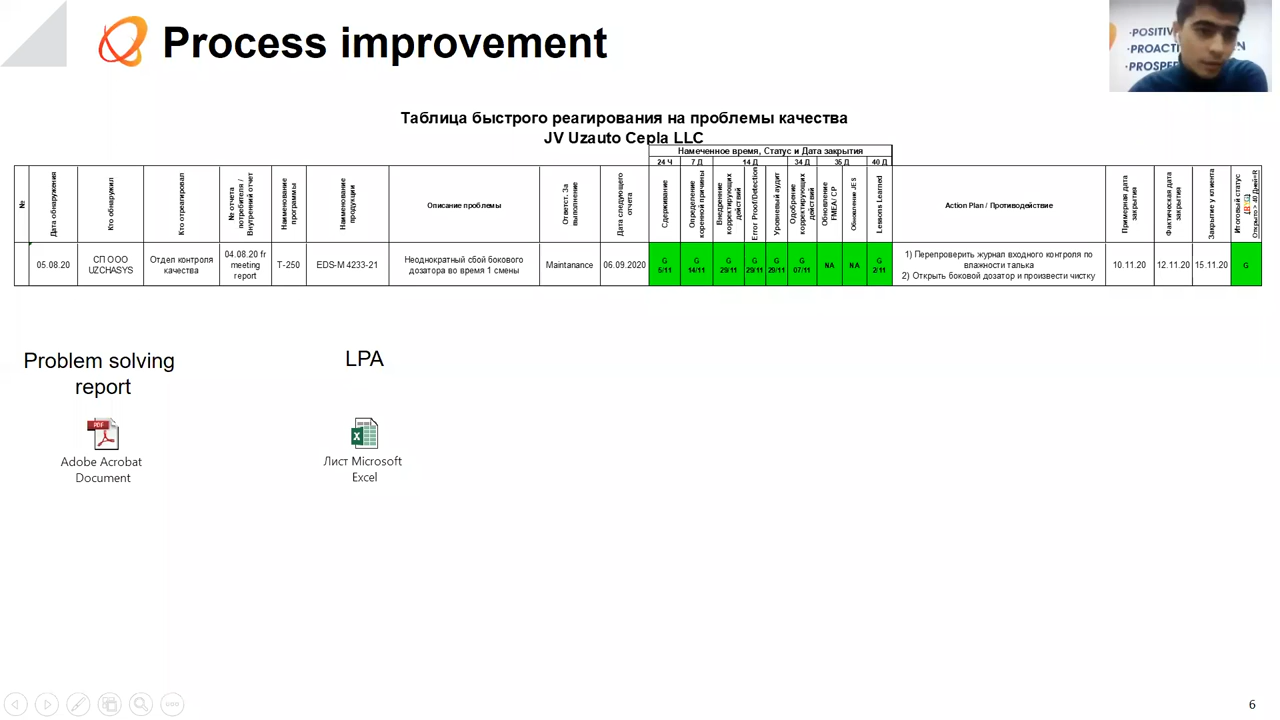 Process improvement
·POSITIV
·PROACTI EN
·PROSPE
Таблица быстрого реагирования на проблемы качества
JV Uzauto Cepla LLC
Намеченное время, Статус и Дата закрытия
24 Ч 7 Д 14 Д 34 Д 35 Д 40 Д
№
Дата обнаружения
Кто обнаружил
Кто отреагировал
№ отчета
потребителя /
Внутренний отчет
Наименование
программы
Наименование
продукции
Описание проблемы
Ответст. За
выполнение
Дата следующего
отчета
Сдерживание
Определение
коренной причины
Внедрение
корректирующих
действий
Error Proof/Detection
Уровневый аудит
Одобрение
корректирующих
действий
Обновление
FMEA/ CP
Обновление JES
Lessons Learned
Action Plan / Противодействие
Примерная дата
закрытия
Фактическая дата
закрытия
Закрытие у клиента
Итоговый статус
Открыто > 40 Дней=R
05.08.20
СП ООО
UZCHASYS
Отдел контроля
качества
04.08.20 fr
meeting
report
T-250
EDS-M 4233-21
Неоднократный сбой бокового
дозатора во время 1 смены
Maintanance
06.09.2020
G
5/11
G
14/11
G
29/11
G
29/11
G
29/11
G
07/11
NA
NA
G
2/11
1) Перепроверить журнал входного контроля по
влажности талька
2) Открыть боковой дозатор и произвести чистку
10.11.20
12.11.20
15.11.20
G
Problem solving
report
LPA
PDF
Adobe Acrobat
Document
X
Лист Microsoft
Excel
6